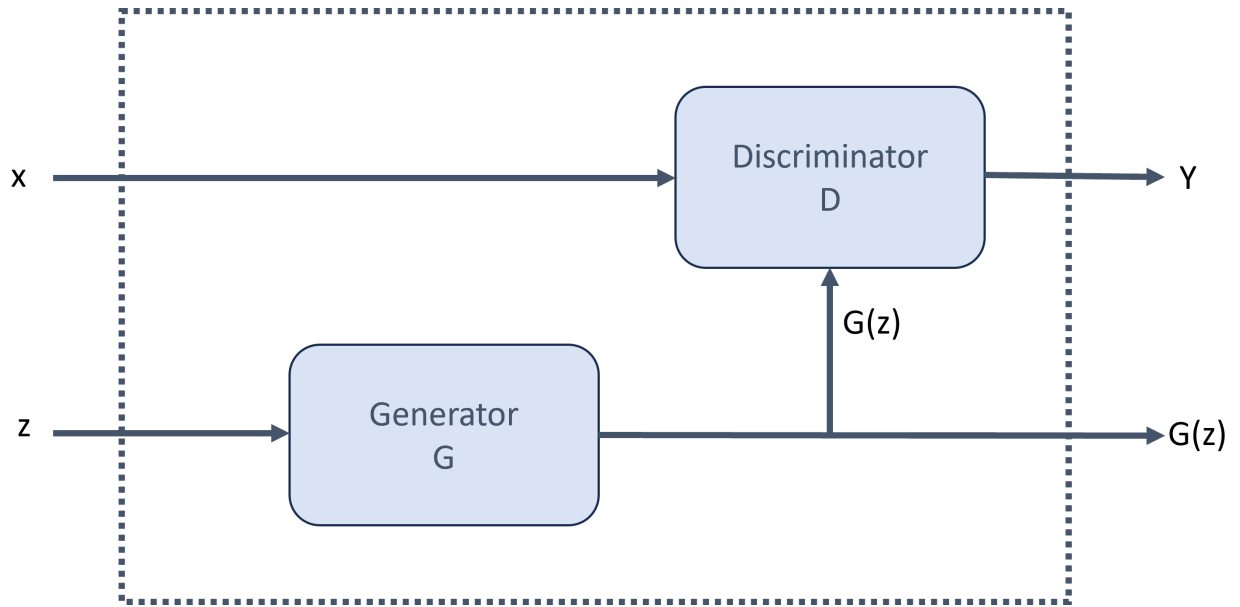 x
Discriminator
D
Y
G(z)
z
Generator
G
G(z)